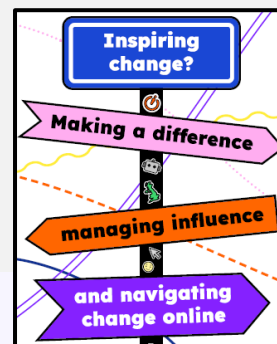 Inspiring
change?
Making a difference
managing influence
and navigating
change online